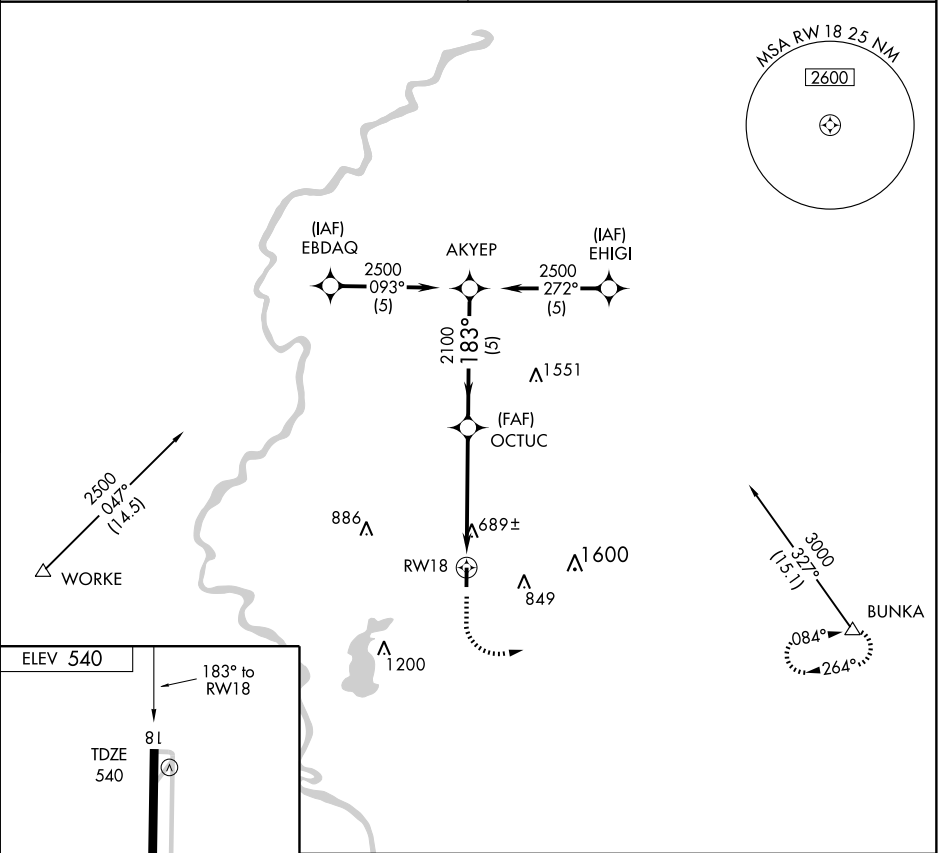 MSA RW 18 25 NM
2600
(IAF)
EBDAQ
AKYEP
(IAF)
EHIGI
2500
093°
(5)
2500
272°
(5)
2100
183°
(5)
1551
(FAF)
OCTUC
2500
047°
(14.5)
WORKE
886
689±
RW18
1600
849
3000
327°
(15.1)
BUNKA
084°
264°
1200
ELEV 540
183° to
RW18
18
TDZE
540